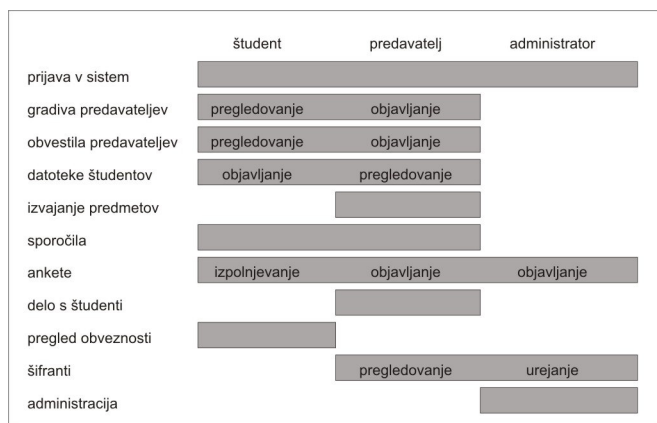 študent predavatelj administrator
prijava v sistem
gradiva predavateljev pregledovanje objavljanje
obvestila predavateljev pregledovanje objavljanje
datoteke študentov objavljanje pregledovanje
izvajanje predmetov
sporočila
ankete izpolnjevanje objavljanje objavljanje
delo s študenti
pregled obveznosti
šifranti pregledovanje urejanje
administracija